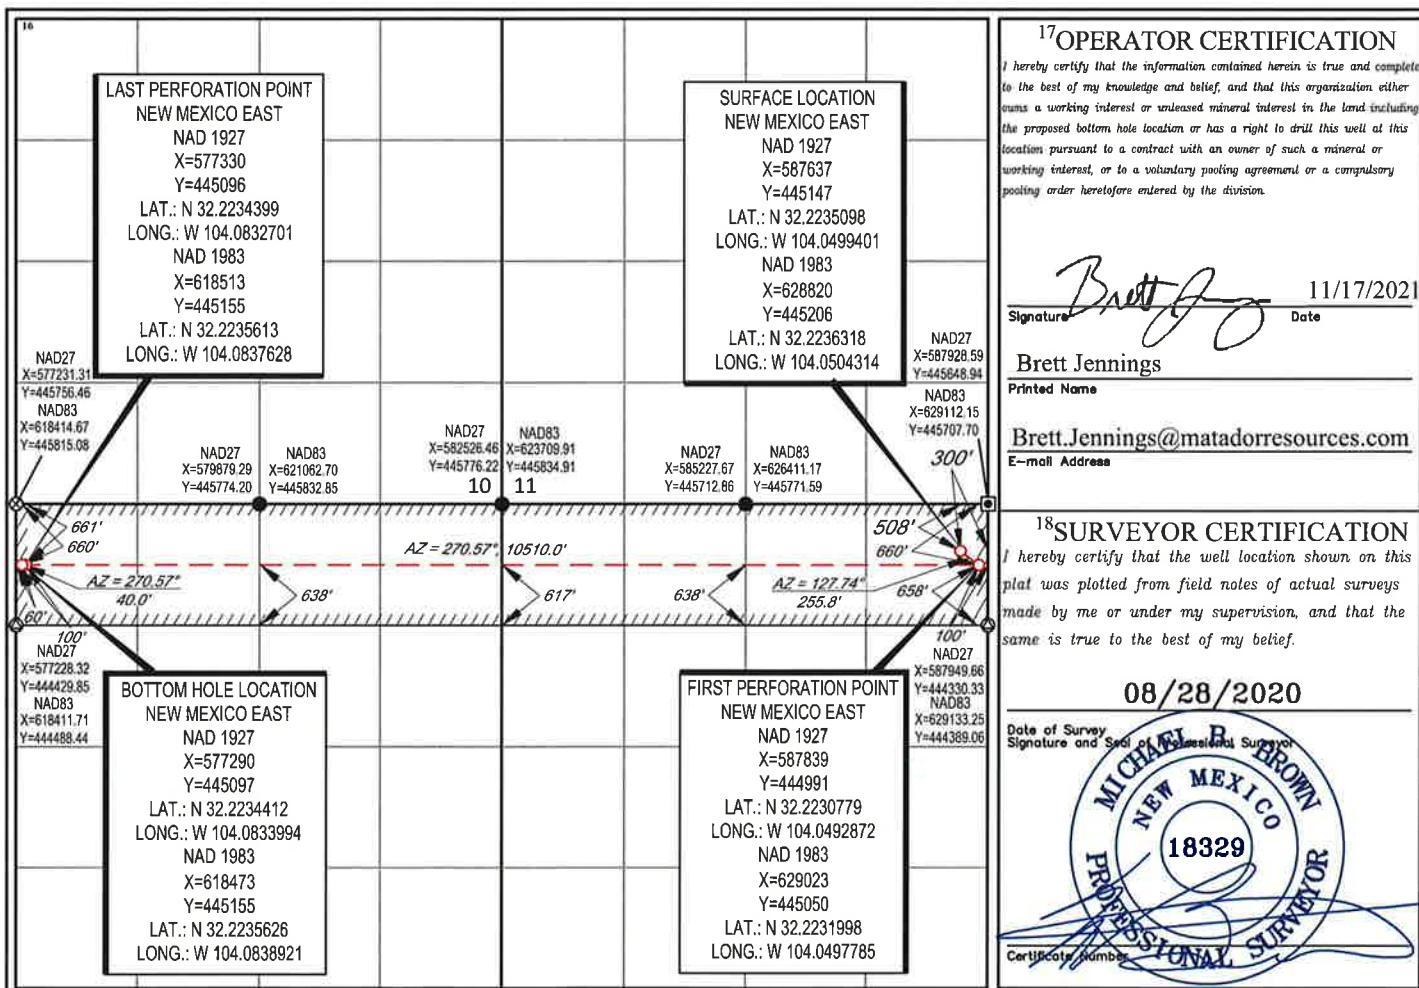 16
LAST PERFORATION POINT
NEW MEXICO EAST
NAD 1927
X=577330
Y=445096
LAT.: N 32.2234399
LONG.: W 104.0832701
NAD 1983
X=618513
Y=445155
LAT.: N 32.2235613
LONG.: W 104.0837628
SURFACE LOCATION
NEW MEXICO EAST
NAD 1927
X=587637
Y=445147
LAT.: N 32.2235098
LONG.: W 104.0499401
NAD 1983
X=628820
Y=445206
LAT.: N 32.2236318
LONG.: W 104.0504314
NAD27
X=577231.31
Y=445756.46
NAD83
X=618414.67
Y=445815.08
NAD27
X=579879.29
Y=445774.20
NAD83
X=621062.70
Y=445832.85
NAD27
X=582526.46
Y=445776.22
NAD83
X=623709.91
Y=445834.91
NAD27
X=585227.67
Y=445712.86
NAD83
X=626411.17
Y=445771.59
NAD27
X=587928.59
Y=445648.94
NAD83
X=629112.15
Y=445707.70
10 11
300'
661'
660'
AZ = 270.57°, 10510.0'
508'
660'
AZ = 270.57°
40.0'
638'
617'
638'
AZ = 127.74°
255.8'
658'
60'
100'
100'
NAD27
X=577228.32
Y=444429.85
NAD83
X=618411.71
Y=444488.44
NAD27
X=587949.66
Y=444330.33
NAD83
X=629133.25
Y=444389.06
BOTTOM HOLE LOCATION
NEW MEXICO EAST
NAD 1927
X=577290
Y=445097
LAT.: N 32.2234412
LONG.: W 104.0833994
NAD 1983
X=618473
Y=445155
LAT.: N 32.2235626
LONG.: W 104.0838921
FIRST PERFORATION POINT
NEW MEXICO EAST
NAD 1927
X=587839
Y=444991
LAT.: N 32.2230779
LONG.: W 104.0492872
NAD 1983
X=629023
Y=445050
LAT.: N 32.2231998
LONG.: W 104.0497785
17OPERATOR CERTIFICATION
I hereby certify that the information contained herein is true and complete
to the best of my knowledge and belief, and that this organization either
owns a working interest or unleased mineral interest in the land including
the proposed bottom hole location or has a right to drill this well at this
location pursuant to a contract with an owner of such a mineral or
working interest, or to a voluntary pooling agreement or a compulsory
pooling order heretofore entered by the division.
11/17/2021
Signature Date
Brett Jennings
Printed Name
Brett.Jennings@matadorresources.com
E-mail Address
18SURVEYOR CERTIFICATION
I hereby certify that the well location shown on this
plat was plotted from field notes of actual surveys
made by me or under my supervision, and that the
same is true to the best of my belief.
08/28/2020
Date of Survey
Signature and Seal of Professional Surveyor
MICHAEL B. BROWN
NEW MEXICO
18329
PROFESSIONAL SURVEYOR
Certificate Number